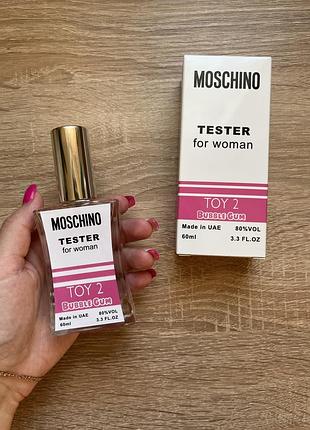 MOSCHINO
TESTER
for woman
TOY 2
BUBBLE GUM
Made in UAE 80%VOL
60ml 3.3 FL.OZ
MOSCHINO
TESTER
for woman
TOY 2
BUBBLE GUM
Made in UAE 80%VOL
60ml 3.3 FL.OZ